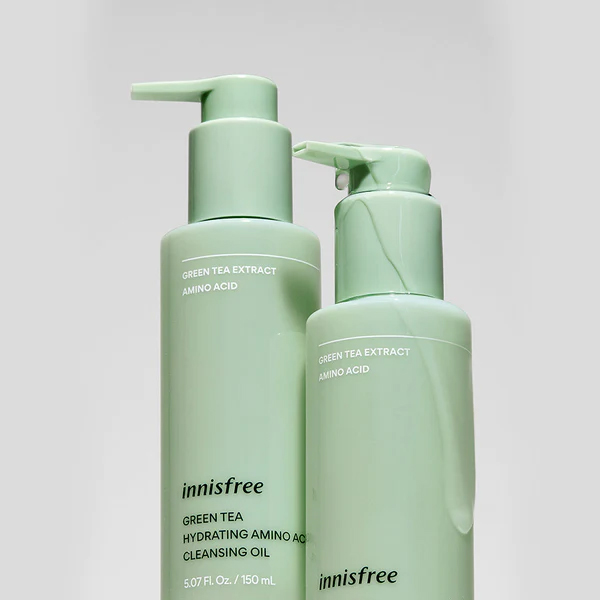 GREEN TEA EXTRACT
AMINO ACID
innisfree
GREEN TEA
HYDRATING AMINO AC
CLEANSING OIL
5.07 Fl. Oz. / 150 mL
GREEN TEA EXTRACT
AMINO ACID
innisfree